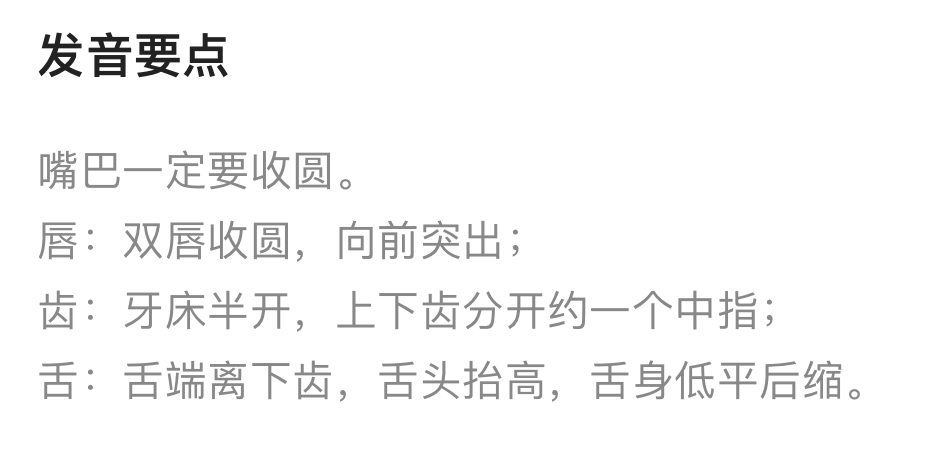 发音要点
嘴巴一定要收圆。
唇：双唇收圆，向前突出；
齿：牙床半开，上下齿分开约一个中指；
舌：舌端离下齿，舌头抬高，舌身低平后缩。